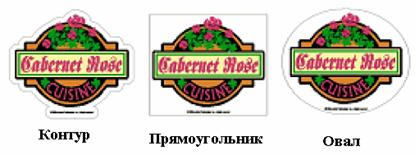 Cabernet Rose
CUISINE
Контур
Cabernet Rose
CUISINE
Прямоугольник
Cabernet Rose
CUISINE
Овал